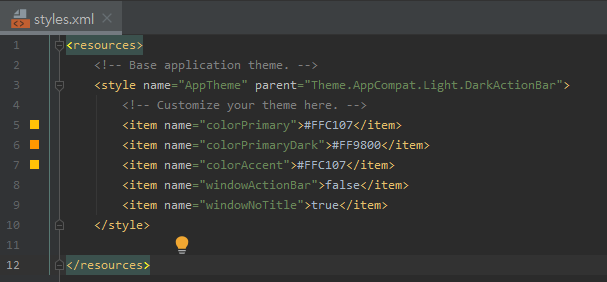 styles.xml
1 <resources>
2 <!-- Base application theme. -->
3 <style name="AppTheme" parent="Theme.AppCompat.Light.DarkActionBar">
4 <!-- Customize your theme here. -->
5 <item name="colorPrimary">#FFC107</item>
6 <item name="colorPrimaryDark">#FF9800</item>
7 <item name="colorAccent">#FFC107</item>
8 <item name="windowActionBar">false</item>
9 <item name="windowNoTitle">true</item>
10 </style>
11
12 </resources>